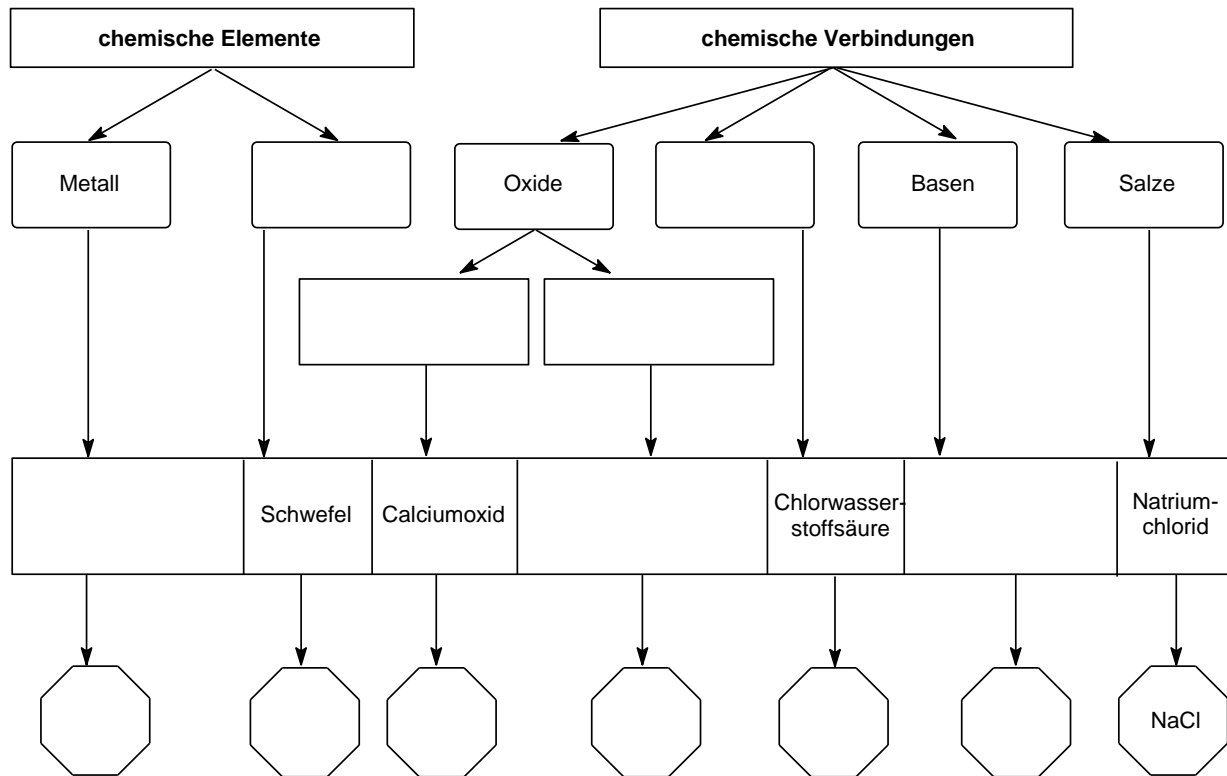 chemische Elemente
chemische Verbindungen
Metall
Oxide
Basen
Salze
Schwefel
Calciumoxid
Chlorwasser-
stoffsäure
Natrium-
chlorid
NaCl